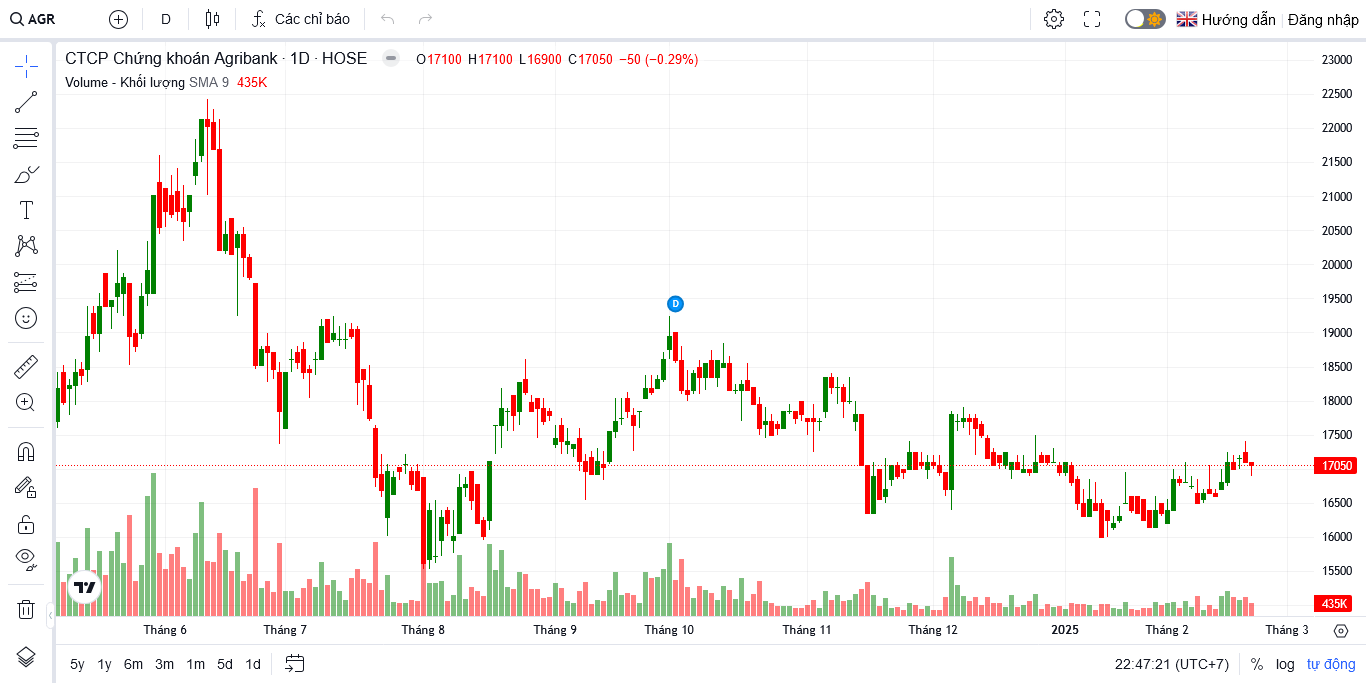 AGR D Các chỉ báo Hướng dẫn Đăng nhập
CTCP Chứng khoán Agribank · 1D · HOSE O17100 H17100 L16900 C17050 −50 (−0.29%)
Volume - Khối lượng SMA 9 435K
23000
22500
22000
21500
21000
20500
20000
19500
19000
18500
18000
17500
17050
16500
16000
15500
435K
D
Tháng 6 Tháng 7 Tháng 8 Tháng 9 Tháng 10 Tháng 11 Tháng 12 2025 Tháng 2 Tháng 3
5y 1y 6m 3m 1m 5d 1d 22:47:21 (UTC+7) % log tự động